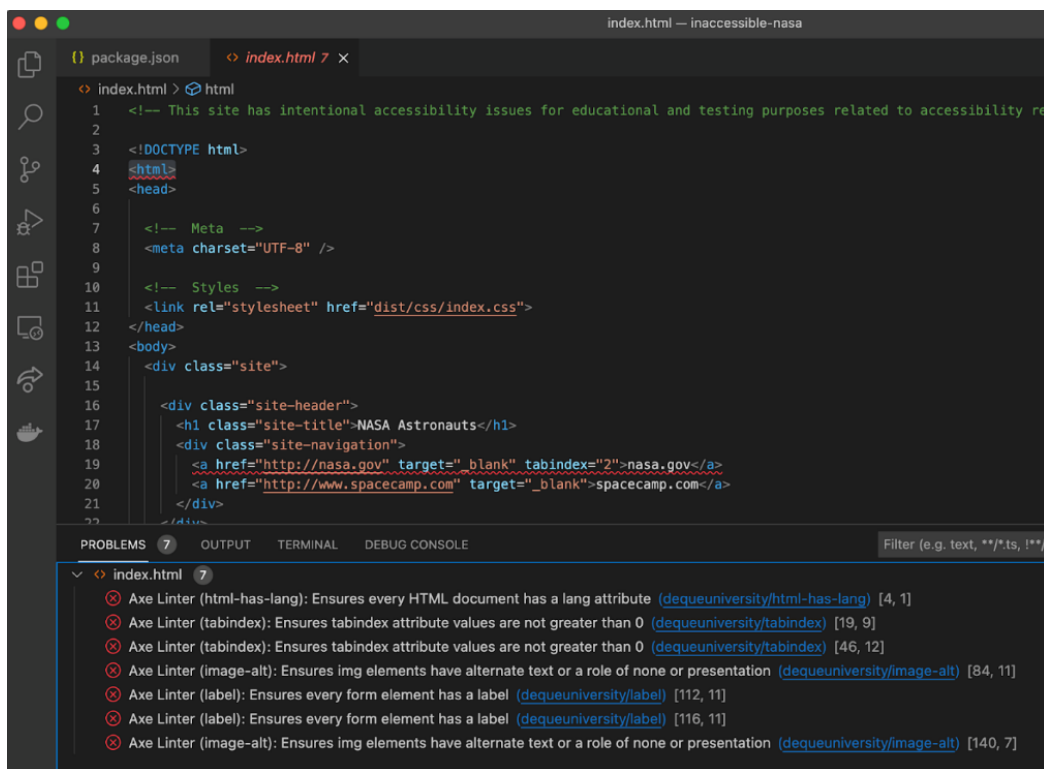 index.html — inaccessible-nasa
{} package.json <> index.html 7 ×
<> index.html > html
1 <!-- This site has intentional accessibility issues for educational and testing purposes related to accessibility re
2
3 <!DOCTYPE html>
4 <html>
5 <head>
6
7 <!-- Meta -->
8 <meta charset="UTF-8" />
9
10 <!-- Styles -->
11 <link rel="stylesheet" href="dist/css/index.css">
12 </head>
13 <body>
14 <div class="site">
15
16 <div class="site-header">
17 <h1 class="site-title">NASA Astronauts</h1>
18 <div class="site-navigation">
19 <a href="http://nasa.gov" target="_blank" tabindex="2">nasa.gov</a>
20 <a href="http://www.spacecamp.com" target="_blank">spacecamp.com</a>
21 </div>
22 </div>
PROBLEMS 7 OUTPUT TERMINAL DEBUG CONSOLE Filter (e.g. text, **/*.ts, !**/
<> index.html 7
Axe Linter (html-has-lang): Ensures every HTML document has a lang attribute (dequeuniversity/html-has-lang) [4, 1]
Axe Linter (tabindex): Ensures tabindex attribute values are not greater than 0 (dequeuniversity/tabindex) [19, 9]
Axe Linter (tabindex): Ensures tabindex attribute values are not greater than 0 (dequeuniversity/tabindex) [46, 12]
Axe Linter (image-alt): Ensures img elements have alternate text or a role of none or presentation (dequeuniversity/image-alt) [84, 11]
Axe Linter (label): Ensures every form element has a label (dequeuniversity/label) [112, 11]
Axe Linter (label): Ensures every form element has a label (dequeuniversity/label) [116, 11]
Axe Linter (image-alt): Ensures img elements have alternate text or a role of none or presentation (dequeuniversity/image-alt) [140, 7]